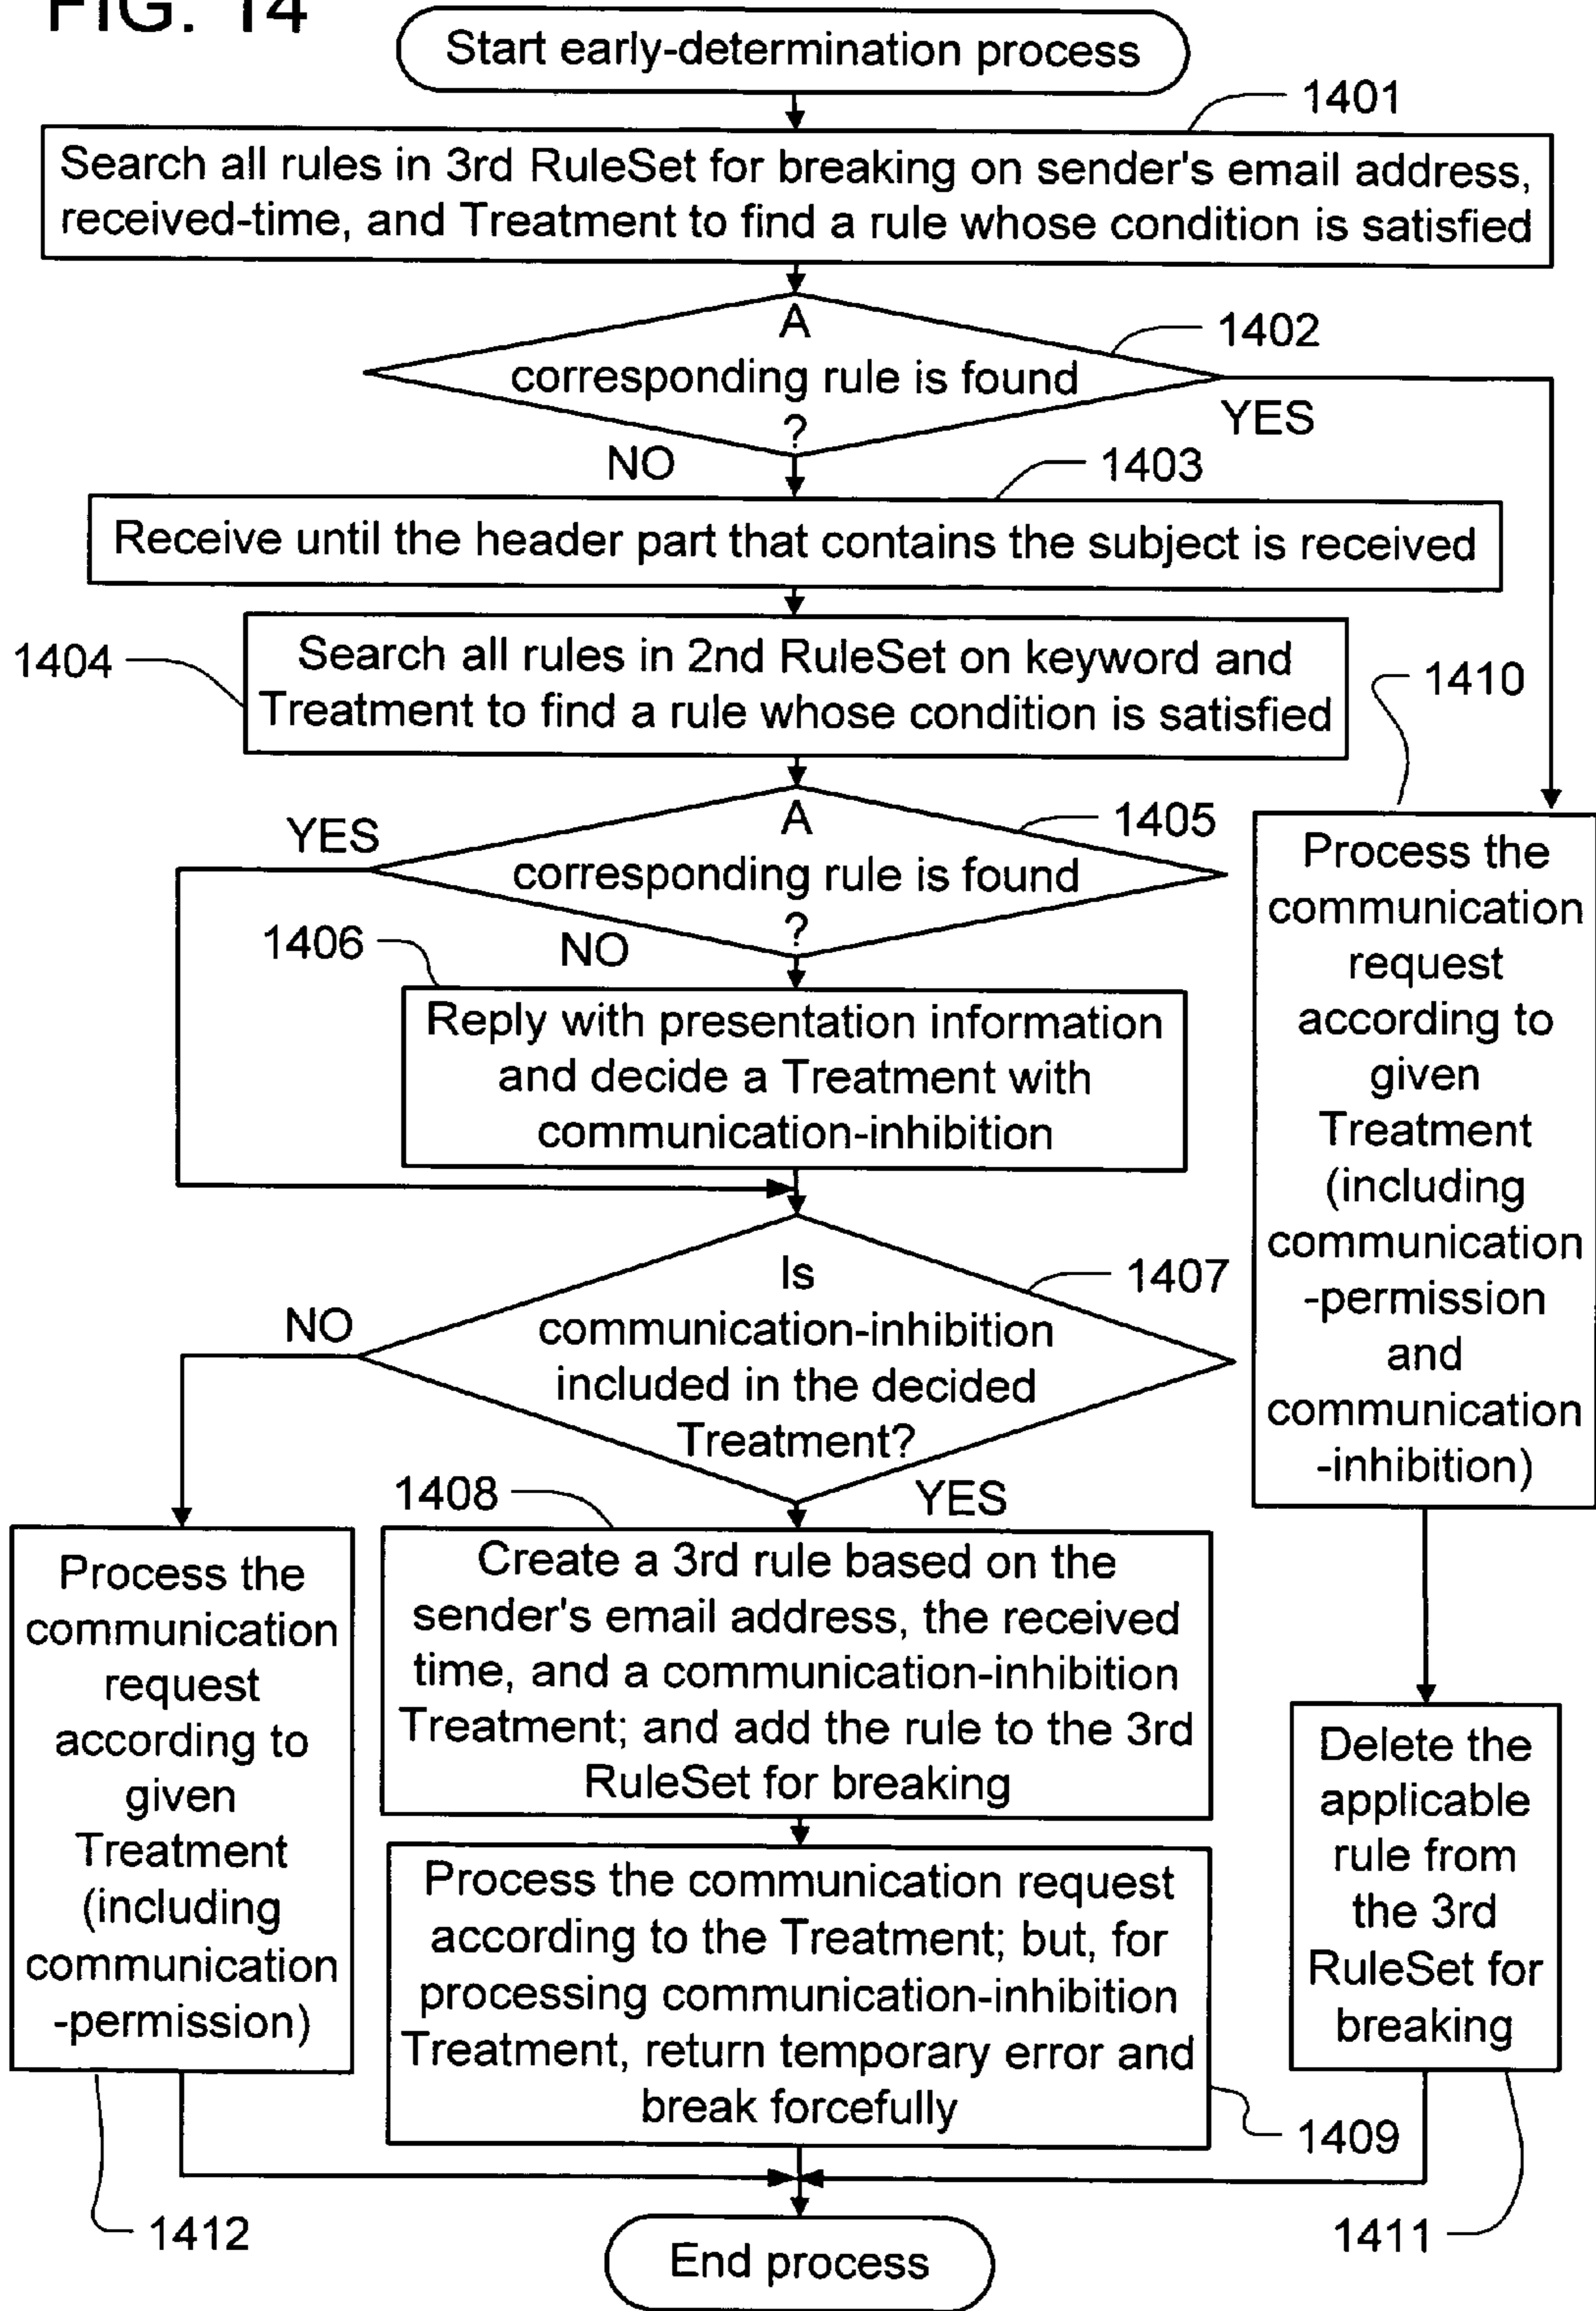 FIG. 14
Start early-determination process
1401
Search all rules in 3rd RuleSet for breaking on sender's email address,
received-time, and Treatment to find a rule whose condition is satisfied
A
corresponding rule is found
?
1402
YES
NO
1403
Receive until the header part that contains the subject is received
1404
Search all rules in 2nd RuleSet on keyword and
Treatment to find a rule whose condition is satisfied
1410
A
corresponding rule is found
?
1405
YES
NO
1406
Reply with presentation information
and decide a Treatment with
communication-inhibition
Process the
communication
request
according to
given
Treatment
(including
communication
-permission
and
communication
-inhibition)
Is
communication-inhibition
included in the decided
Treatment?
1407
NO
YES
1408
Process the
communication
request
according to
given
Treatment
(including
communication
-permission)
Create a 3rd rule based on the
sender's email address, the received
time, and a communication-inhibition
Treatment; and add the rule to the 3rd
RuleSet for breaking
Process the communication request
according to the Treatment; but, for
processing communication-inhibition
Treatment, return temporary error and
break forcefully
Delete the
applicable
rule from
the 3rd
RuleSet for
breaking
1409
1412
1411
End process